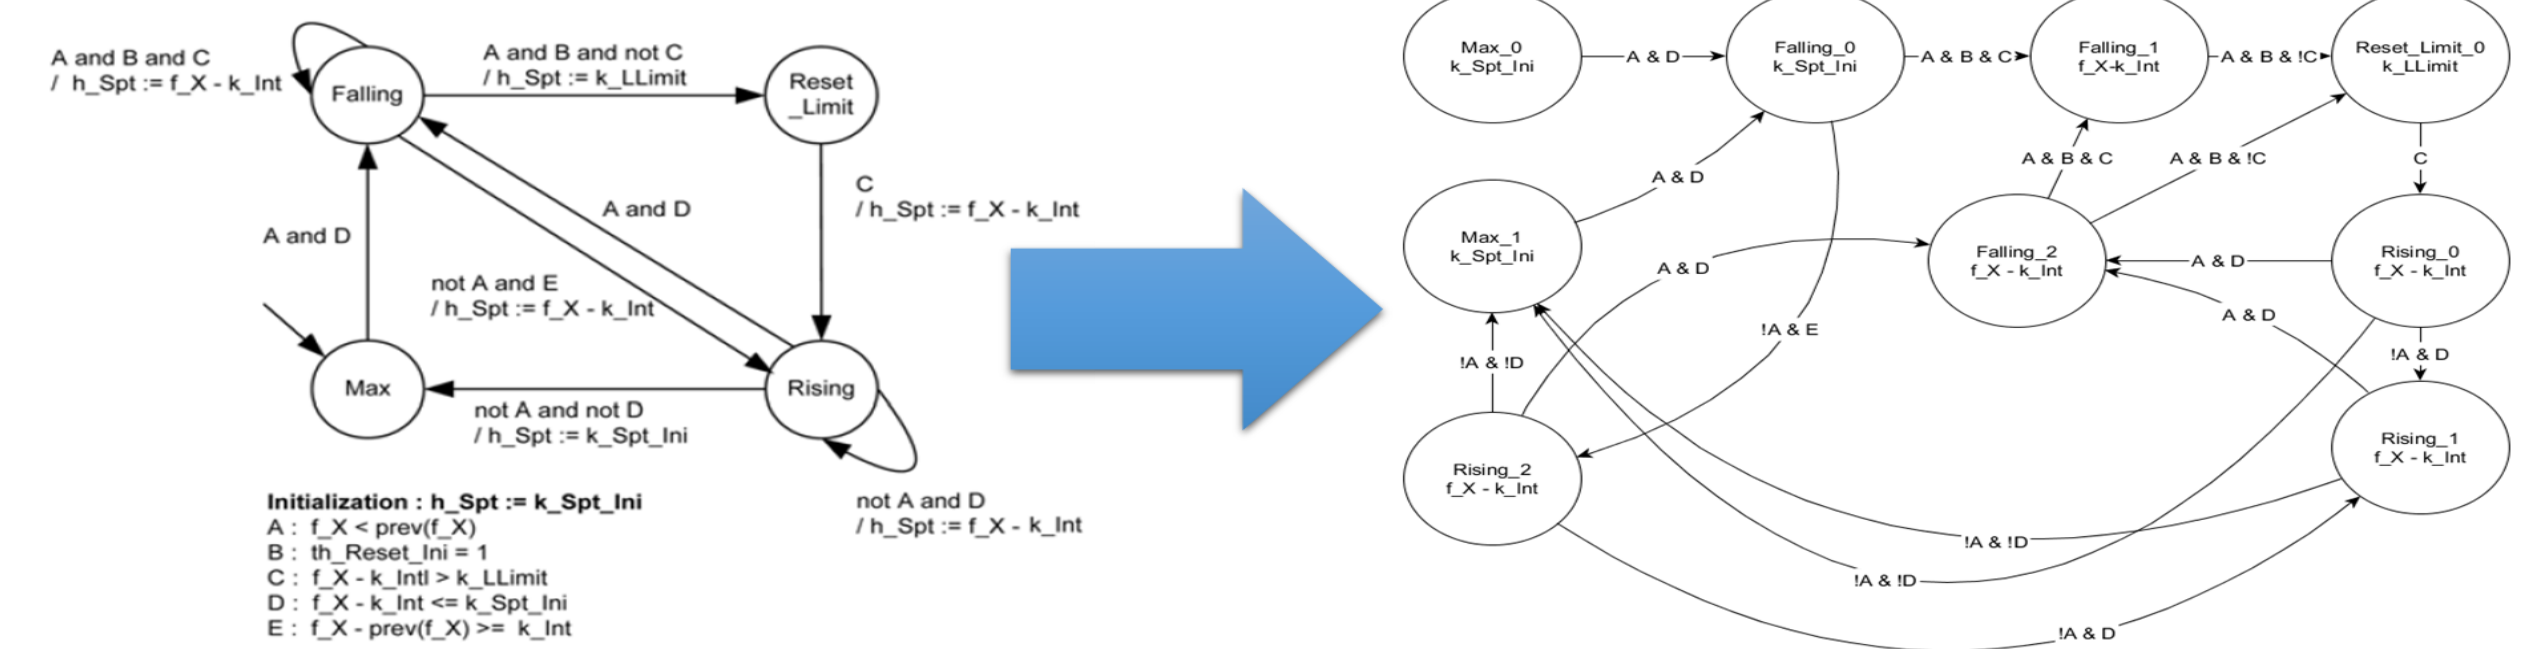 A and B and C
/ h_Spt := f_X - k_Int
Falling
A and B and not C
/ h_Spt := k_LLimit
Reset
_Limit
C
/ h_Spt := f_X - k_Int
A and D
A and D
not A and E
/ h_Spt := f_X - k_Int
Max
Rising
not A and not D
/ h_Spt := k_Spt_Ini
not A and D
/ h_Spt := f_X - k_Int
Initialization : h_Spt := k_Spt_Ini
A : f_X < prev(f_X)
B : th_Reset_Ini = 1
C : f_X - k_Intl > k_LLimit
D : f_X - k_Int <= k_Spt_Ini
E : f_X - prev(f_X) >= k_Int
Max_0
k_Spt_Ini
A & D
Falling_0
k_Spt_Ini
A & B & C
Falling_1
f_X-k_Int
A & B & !C
Reset_Limit_0
k_LLimit
A & D
A & B & C
A & B & !C
C
Max_1
k_Spt_Ini
A & D
Falling_2
f_X - k_Int
A & D
Rising_0
f_X - k_Int
A & D
!A & E
!A & !D
!A & D
Rising_2
f_X - k_Int
Rising_1
f_X - k_Int
!A & !D
!A & !D
!A & D